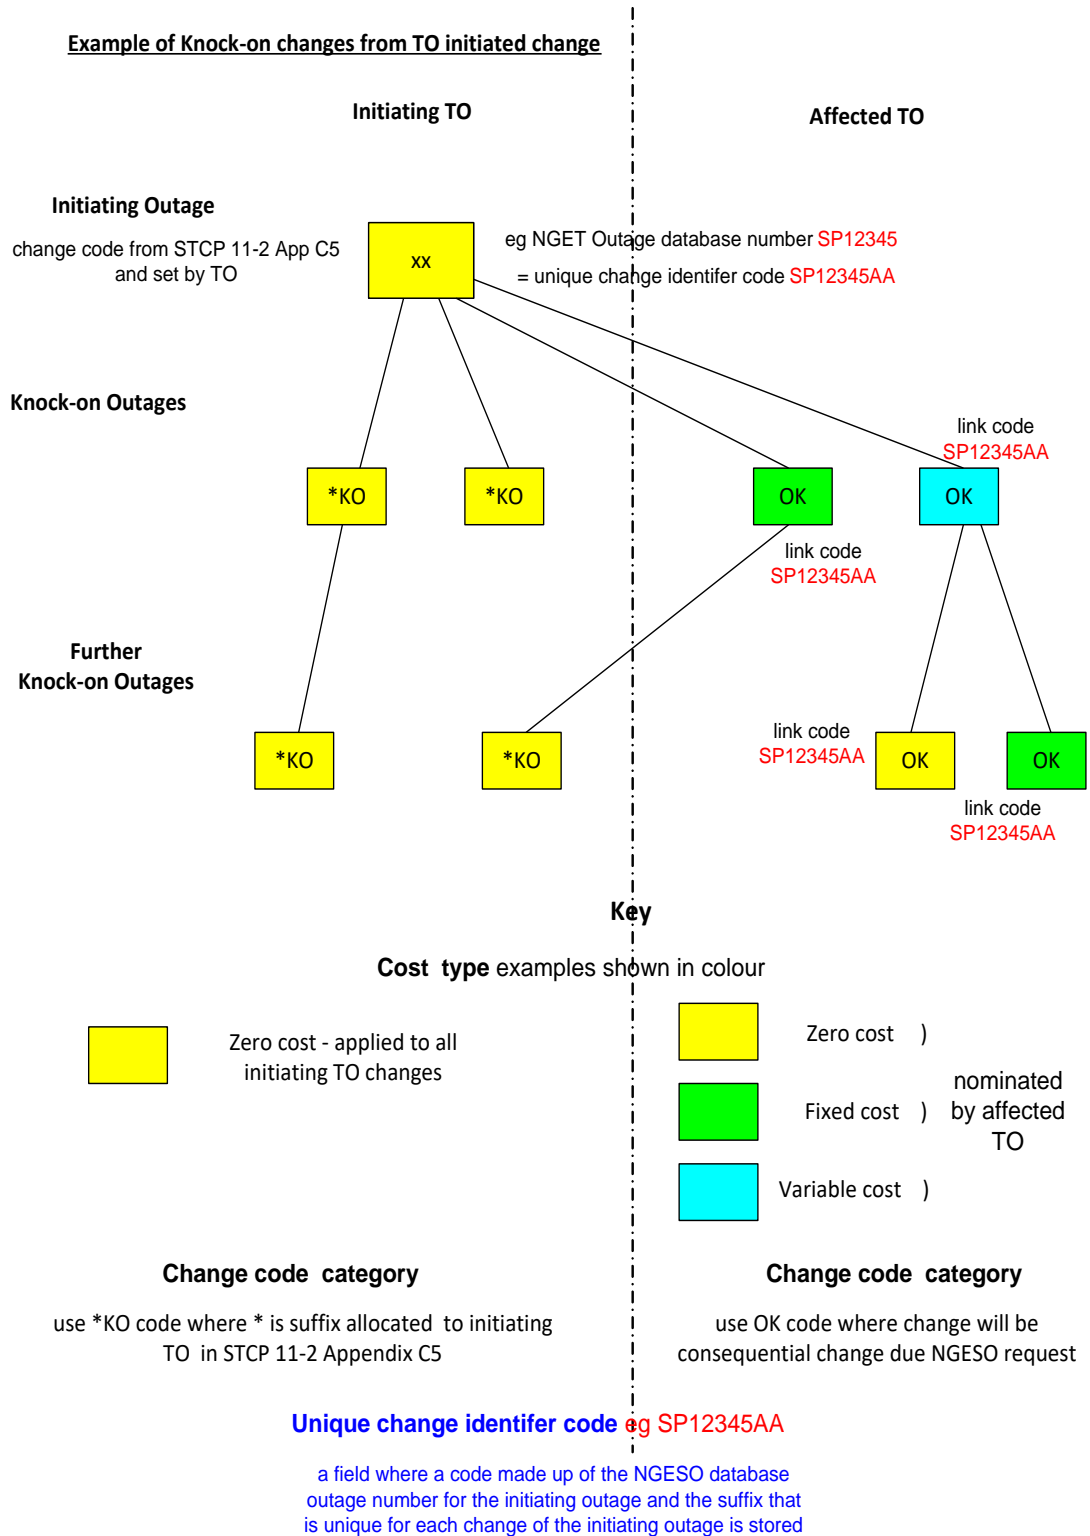 Example of Knock-on changes from TO initiated change
Initiating TO
Affected TO
Initiating Outage
change code from STCP 11-2 App C5
and set by TO
xx
eg NGET Outage database number SP12345
= unique change identifer code SP12345AA
Knock-on Outages
link code
SP12345AA
*KO
*KO
OK
OK
link code
SP12345AA
Further
Knock-on Outages
link code
SP12345AA
*KO
*KO
OK
OK
link code
SP12345AA
Key
Cost type examples shown in colour
Zero cost - applied to all
initiating TO changes
Zero cost )
Fixed cost )
Variable cost )
nominated
by affected
TO
Change code category
use *KO code where * is suffix allocated to initiating
TO in STCP 11-2 Appendix C5
Change code category
use OK code where change will be
consequential change due NGESO request
Unique change identifer code eg SP12345AA
a field where a code made up of the NGESO database
outage number for the initiating outage and the suffix that
is unique for each change of the initiating outage is stored